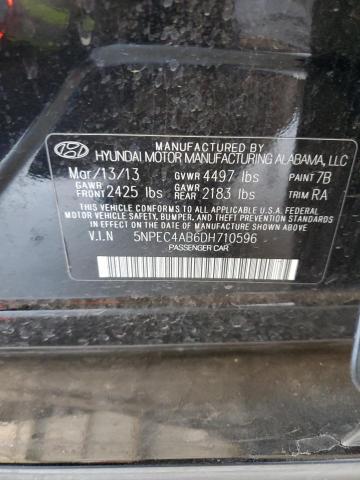 MANUFACTURED BY
HYUNDAI MOTOR MANUFACTURING ALABAMA, LLC
Mar/13/13 GVWR 4497 lbs PAINT 7B
GAWR FRONT 2425 lbs GAWR REAR 2183 lbs TRIM RA
THIS VEHICLE CONFORMS TO ALL APPLICABLE U.S. FEDERAL
MOTOR VEHICLE SAFETY, BUMPER, AND THEFT PREVENTION
STANDARDS IN EFFECT ON THE DATE OF MANUFACTURE SHOWN ABOVE.
V.I.N 5NPEC4AB6DH710596
PASSENGER CAR